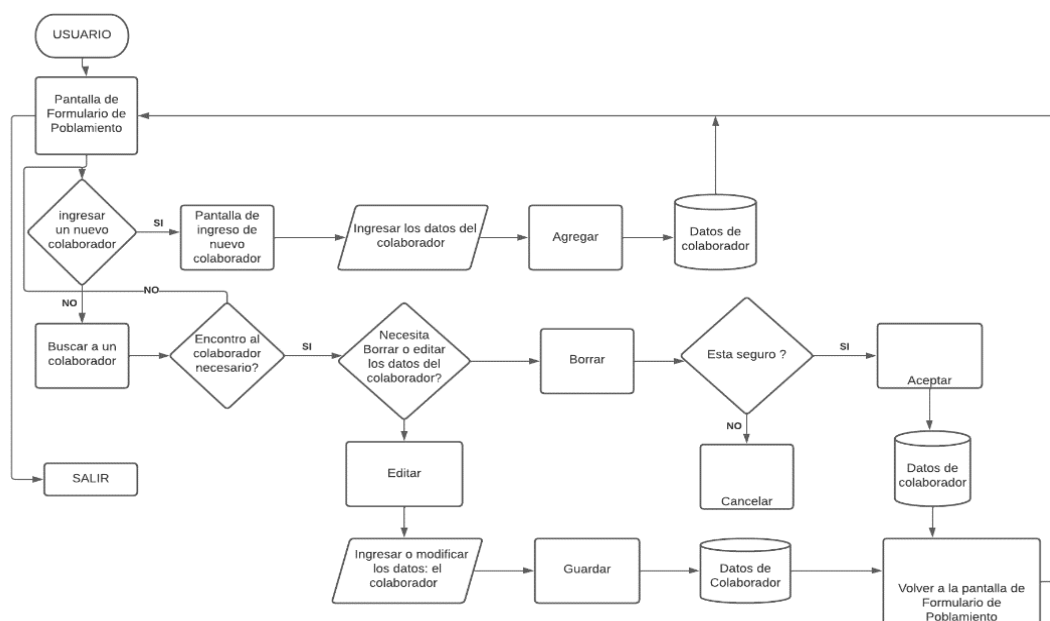 USUARIO
Pantalla de
Formulario de
Poblamiento
ingresar
un nuevo
colaborador
SI
Pantalla de
ingreso de
nuevo
colaborador
Ingresar los datos del
colaborador
Agregar
Datos de
colaborador
NO
NO
Buscar a un
colaborador
Encontro al
colaborador
necesario?
SI
Necesita
Borrar o editar
los datos del
colaborador?
Borrar
Esta seguro ?
SI
Aceptar
NO
Cancelar
Datos de
colaborador
SALIR
Editar
Ingresar o modificar
los datos: el
colaborador
Guardar
Datos de
Colaborador
Volver a la pantalla de
Formulario de
Poblamiento